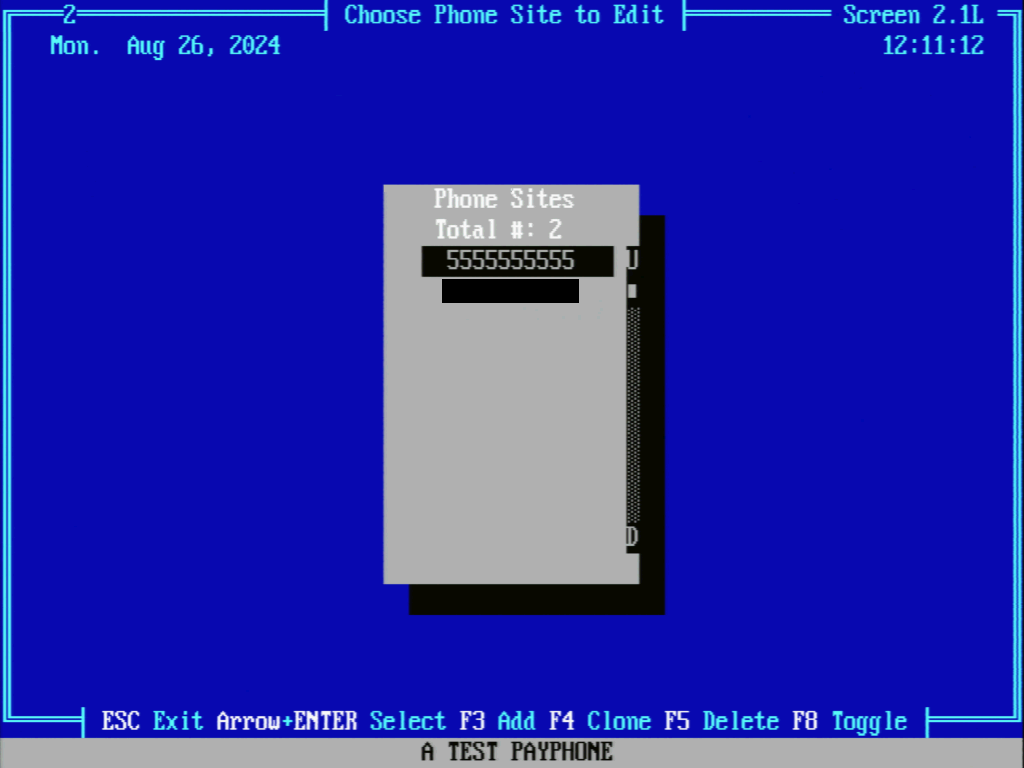 2 Choose Phone Site to Edit Screen 2.1L
Mon. Aug 26, 2024 12:11:12
Phone Sites
Total #: 2
5555555555 U
D
ESC Exit Arrow+ENTER Select F3 Add F4 Clone F5 Delete F8 Toggle
A TEST PAYPHONE